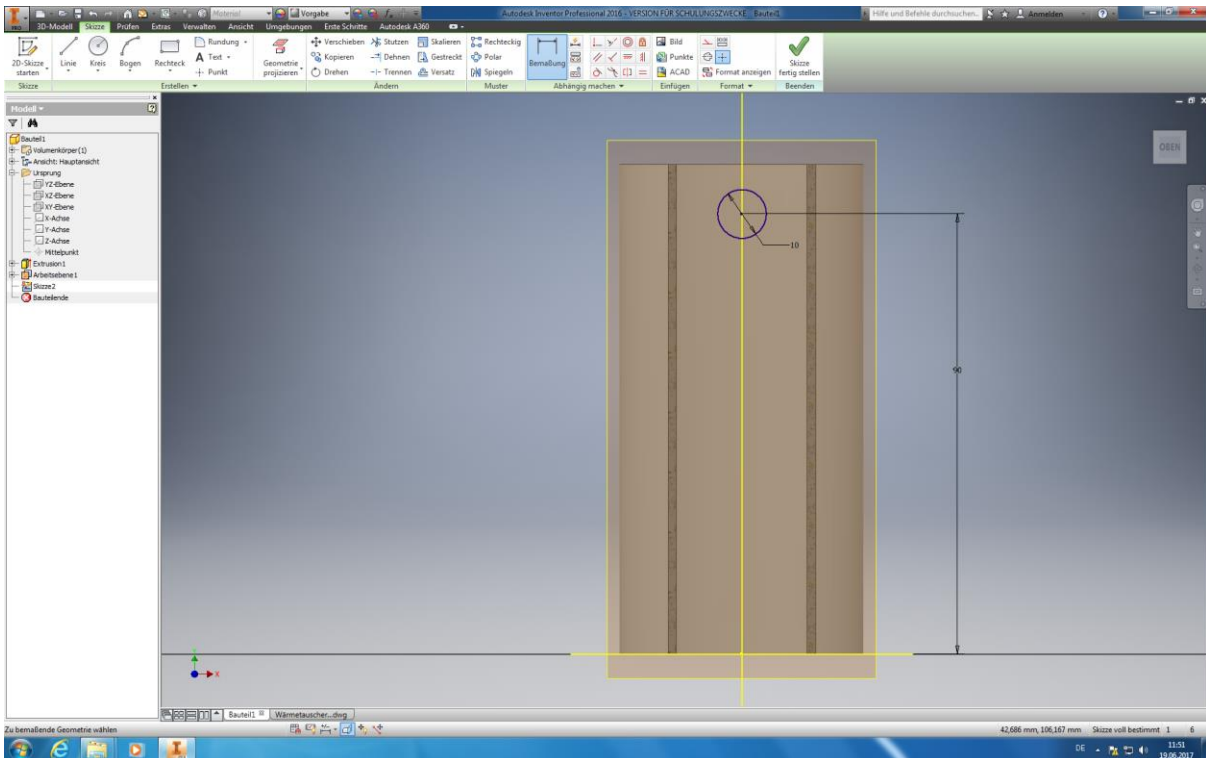 Material Vorgabe Autodesk Inventor Professional 2016 - VERSION FÜR SCHULUNGSZWECKE Bauteil1 Hilfe und Befehle durchsuchen... Anmelden
3D-Modell Skizze Prüfen Extras Verwalten Ansicht Umgebungen Erste Schritte Autodesk A360
2D-Skizze starten
Linie
Kreis
Bogen
Rechteck
Rundung
A Text
Punkt
Geometrie projizieren
Verschieben Stutzen Skalieren
Kopieren Dehnen Gestreckt
Drehen Trennen Versatz
Rechteckig
Polar
Spiegeln
Bemaßung
Bild
Punkte
ACAD
Format anzeigen
Skizze fertig stellen
Skizze Erstellen Ändern Muster Abhängig machen Einfügen Format Beenden
Modell
Bauteil1
Volumenkörper(1)
Ansicht: Hauptansicht
Ursprung
YZ-Ebene
XZ-Ebene
XY-Ebene
X-Achse
Y-Achse
Z-Achse
Mittelpunkt
Extrusion1
Arbeitsebene1
Skizze2
Bauteilende
OBEN
10
90
X
Bauteil1 Wärmetauscher...dwg
Zu bemaßende Geometrie wählen 42,686 mm, 106,167 mm Skizze voll bestimmt 1 6
DE 11:51
19.06.2017